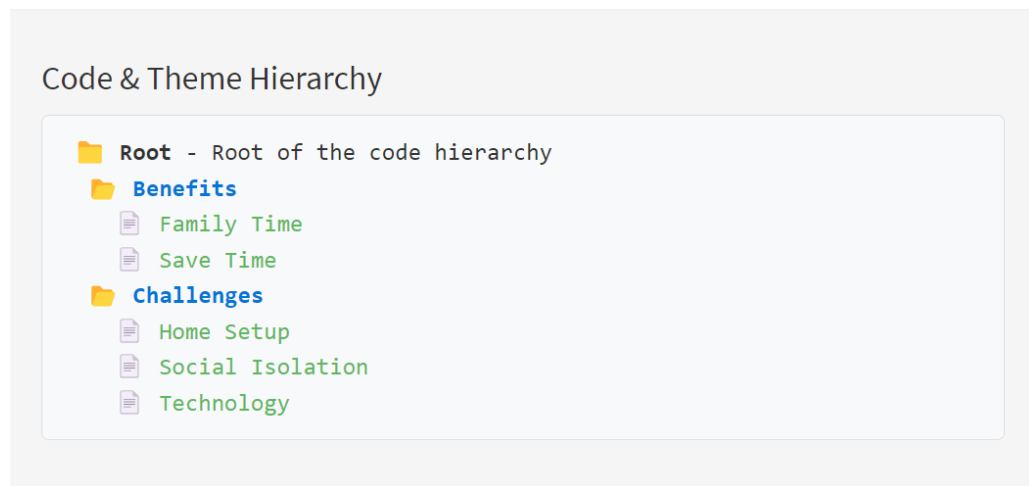 Code & Theme Hierarchy
Root - Root of the code hierarchy
Benefits
Family Time
Save Time
Challenges
Home Setup
Social Isolation
Technology